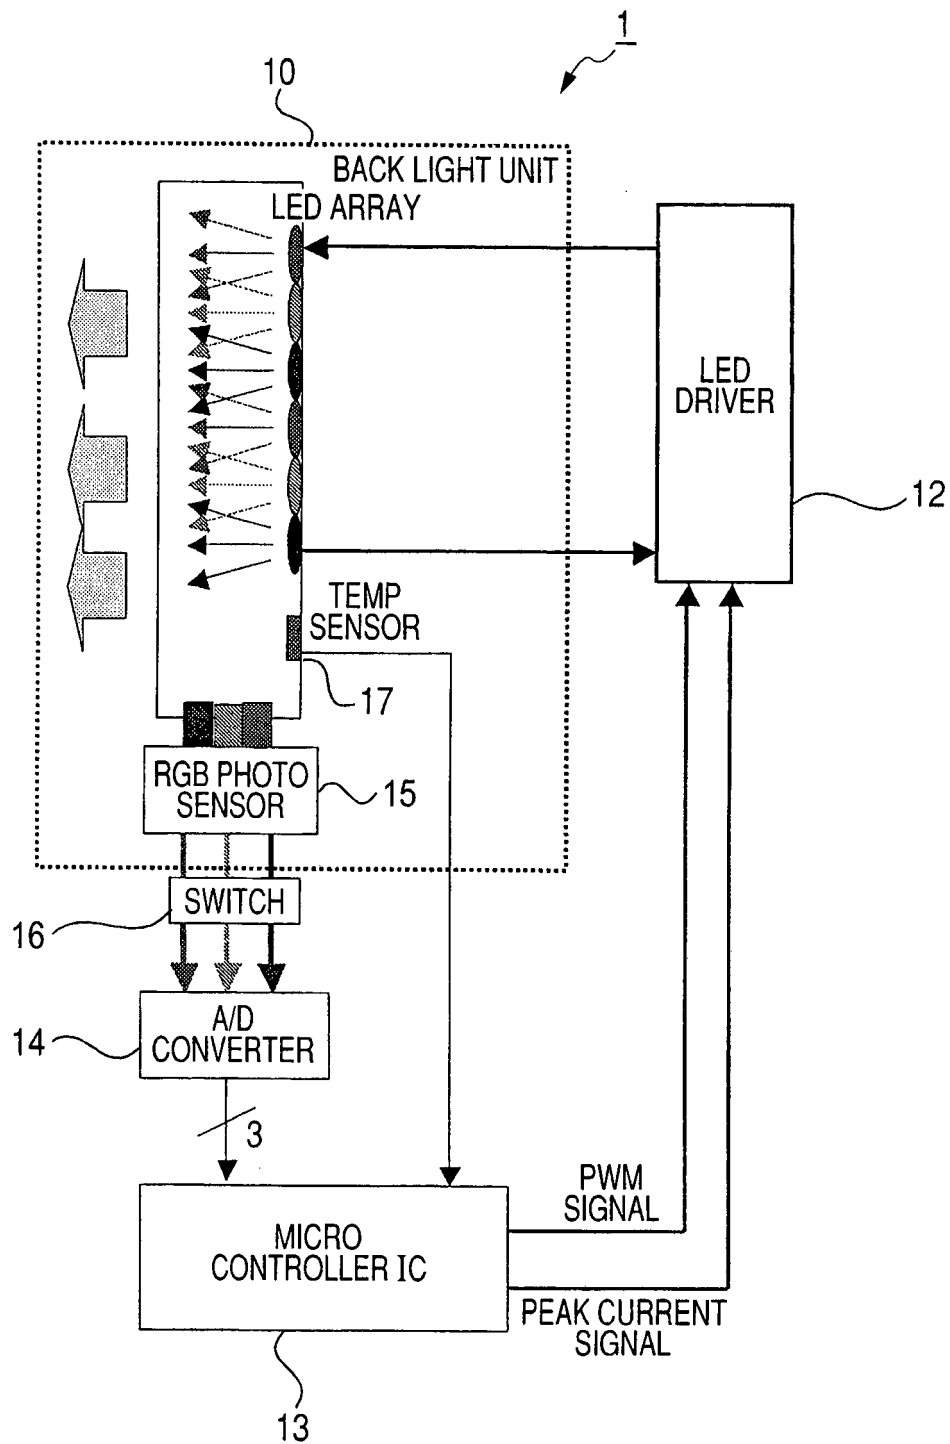 1
10
BACK LIGHT UNIT
LED ARRAY
LED
DRIVER
12
TEMP
SENSOR
17
RGB PHOTO
SENSOR
15
SWITCH
16
A/D
CONVERTER
14
3
PWM
SIGNAL
MICRO
CONTROLLER IC
PEAK CURRENT
SIGNAL
13